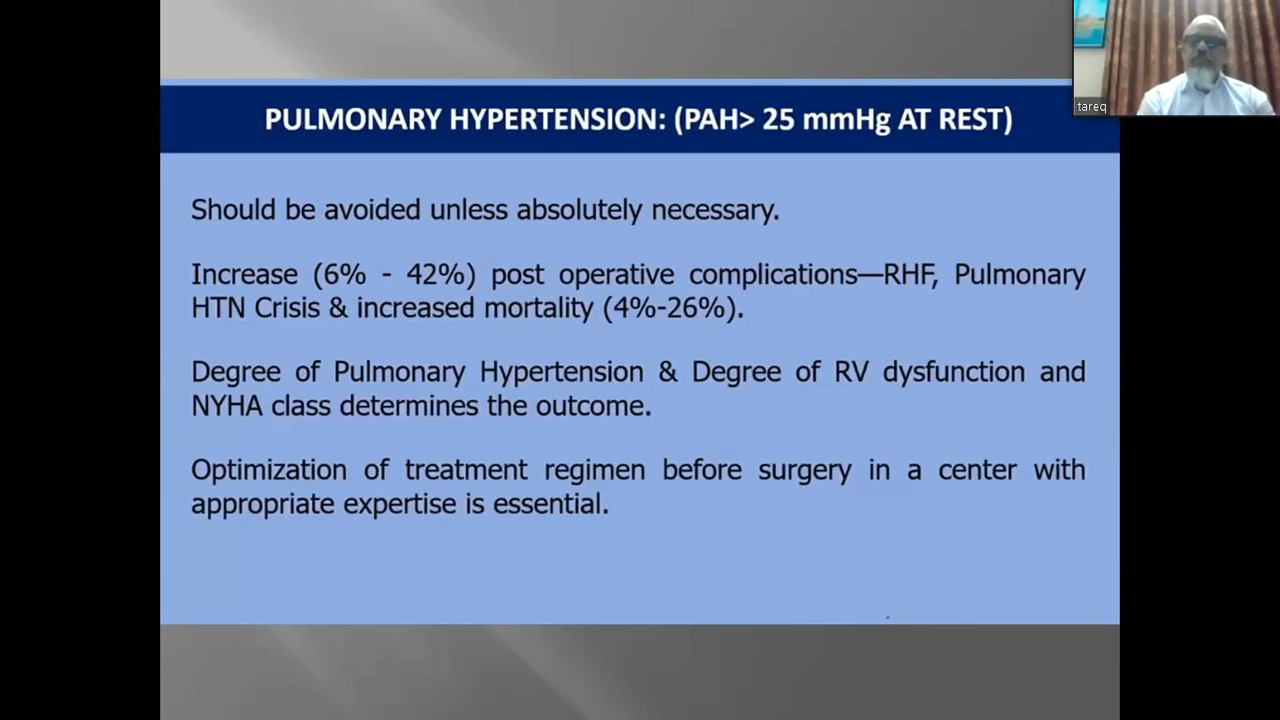 PULMONARY HYPERTENSION: (PAH> 25 mmHg AT REST)
tareq
Should be avoided unless absolutely necessary.
Increase (6% - 42%) post operative complications—RHF, Pulmonary
HTN Crisis & increased mortality (4%-26%).
Degree of Pulmonary Hypertension & Degree of RV dysfunction and
NYHA class determines the outcome.
Optimization of treatment regimen before surgery in a center with
appropriate expertise is essential.